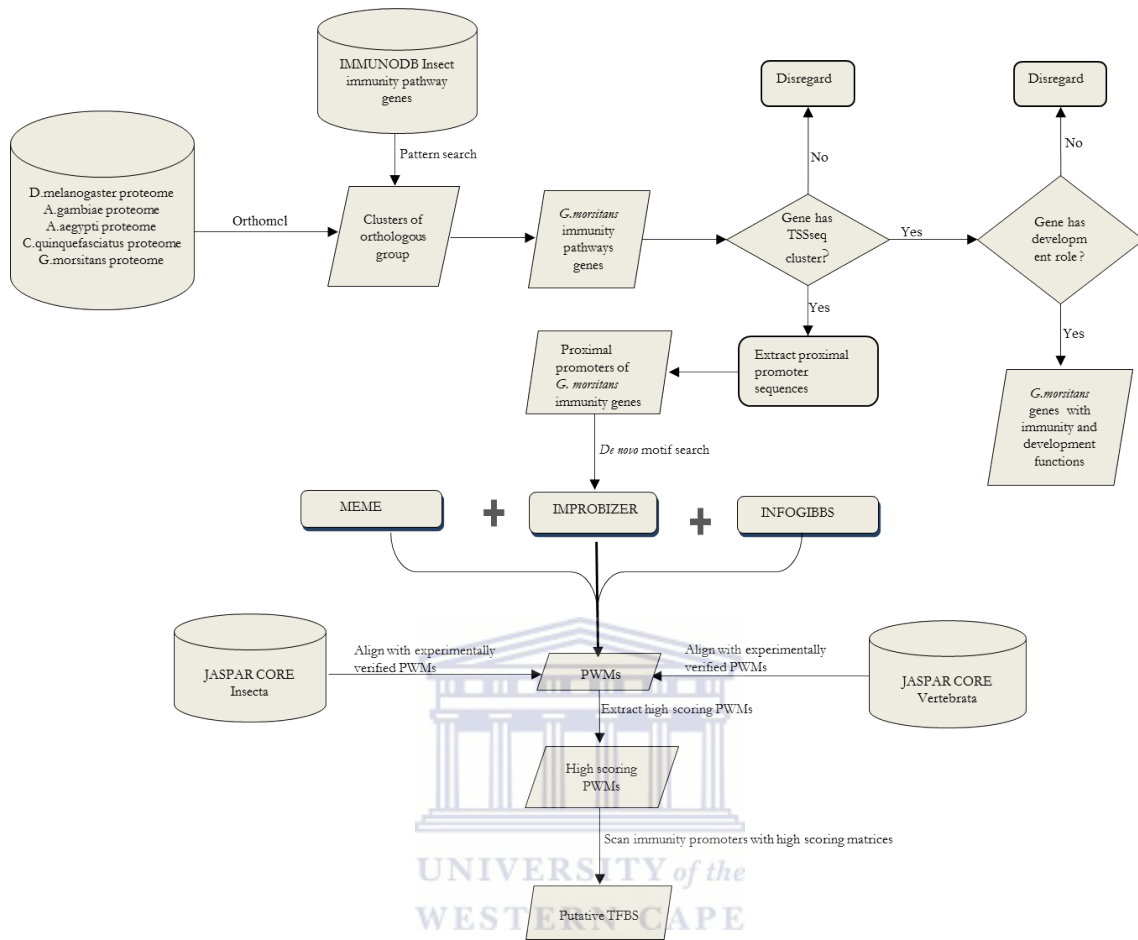 IMMUNODB Insect
immunity pathway
genes
Disregard
Disregard
Pattern search
No
No
D.melanogaster proteome
A.gambiae proteome
A.aegypti proteome
C.quinquefasciatus proteome
G.morsitans proteome
Orthomcl
Clusters of
orthologous
group
G.morsitans
immunity
pathways
genes
Gene has
TSSseq
cluster?
Yes
Gene has
developm
ent role ?
Yes
Yes
Proximal
promoters of
G. morsitans
immunity genes
Extract proximal
promoter
sequences
G.morsitans
genes with
immunity and
development
functions
De novo motif search
MEME
+
IMPROBIZER
+
INFOGIBBS
JASPAR CORE
Insecta
Align with experimentally
verified PWMs
PWMs
Align with experimentally
verified PWMs
JASPAR CORE
Vertebrata
Extract high scoring PWMs
High scoring
PWMs
Scan immunity promoters with high scoring matrices
UNIVERSITY of the
WESTERN CAPE
Putative TFBS